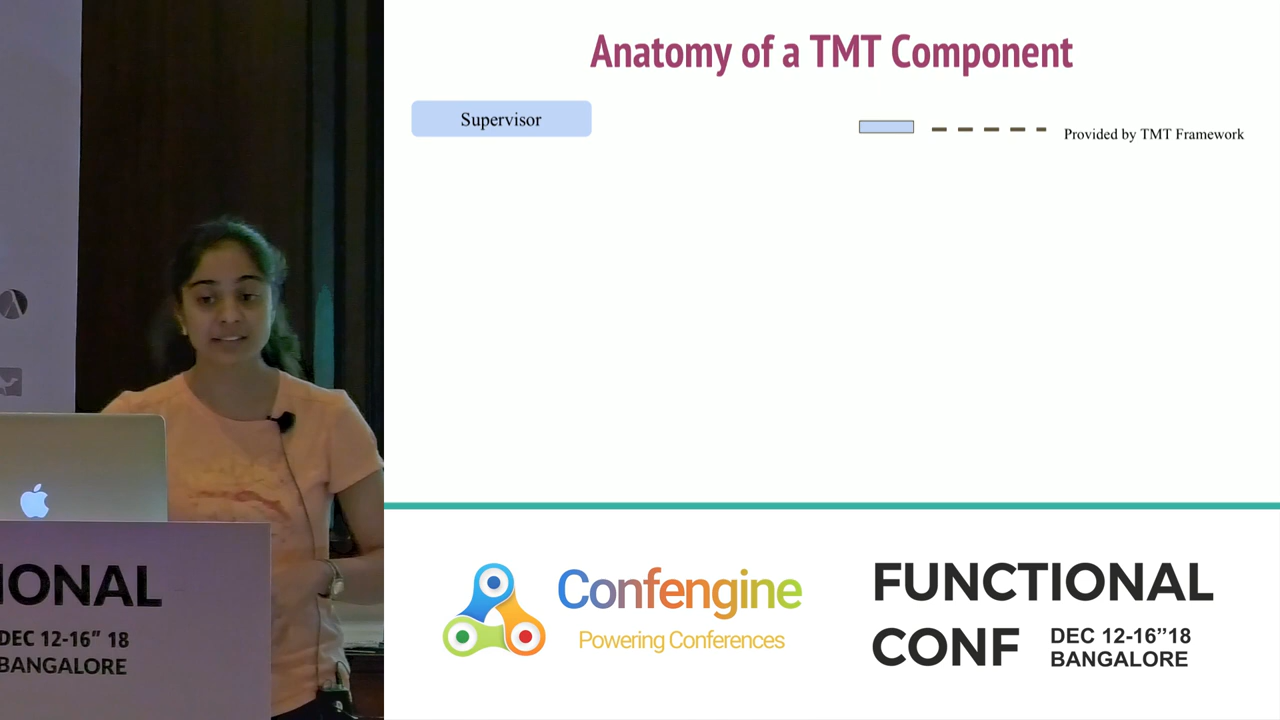 Anatomy of a TMT Component
Supervisor
Provided by TMT Framework
Confengine
Powering Conferences
FUNCTIONAL
CONF
DEC 12-16”18
BANGALORE
IONAL
DEC 12-16” 18
BANGALORE